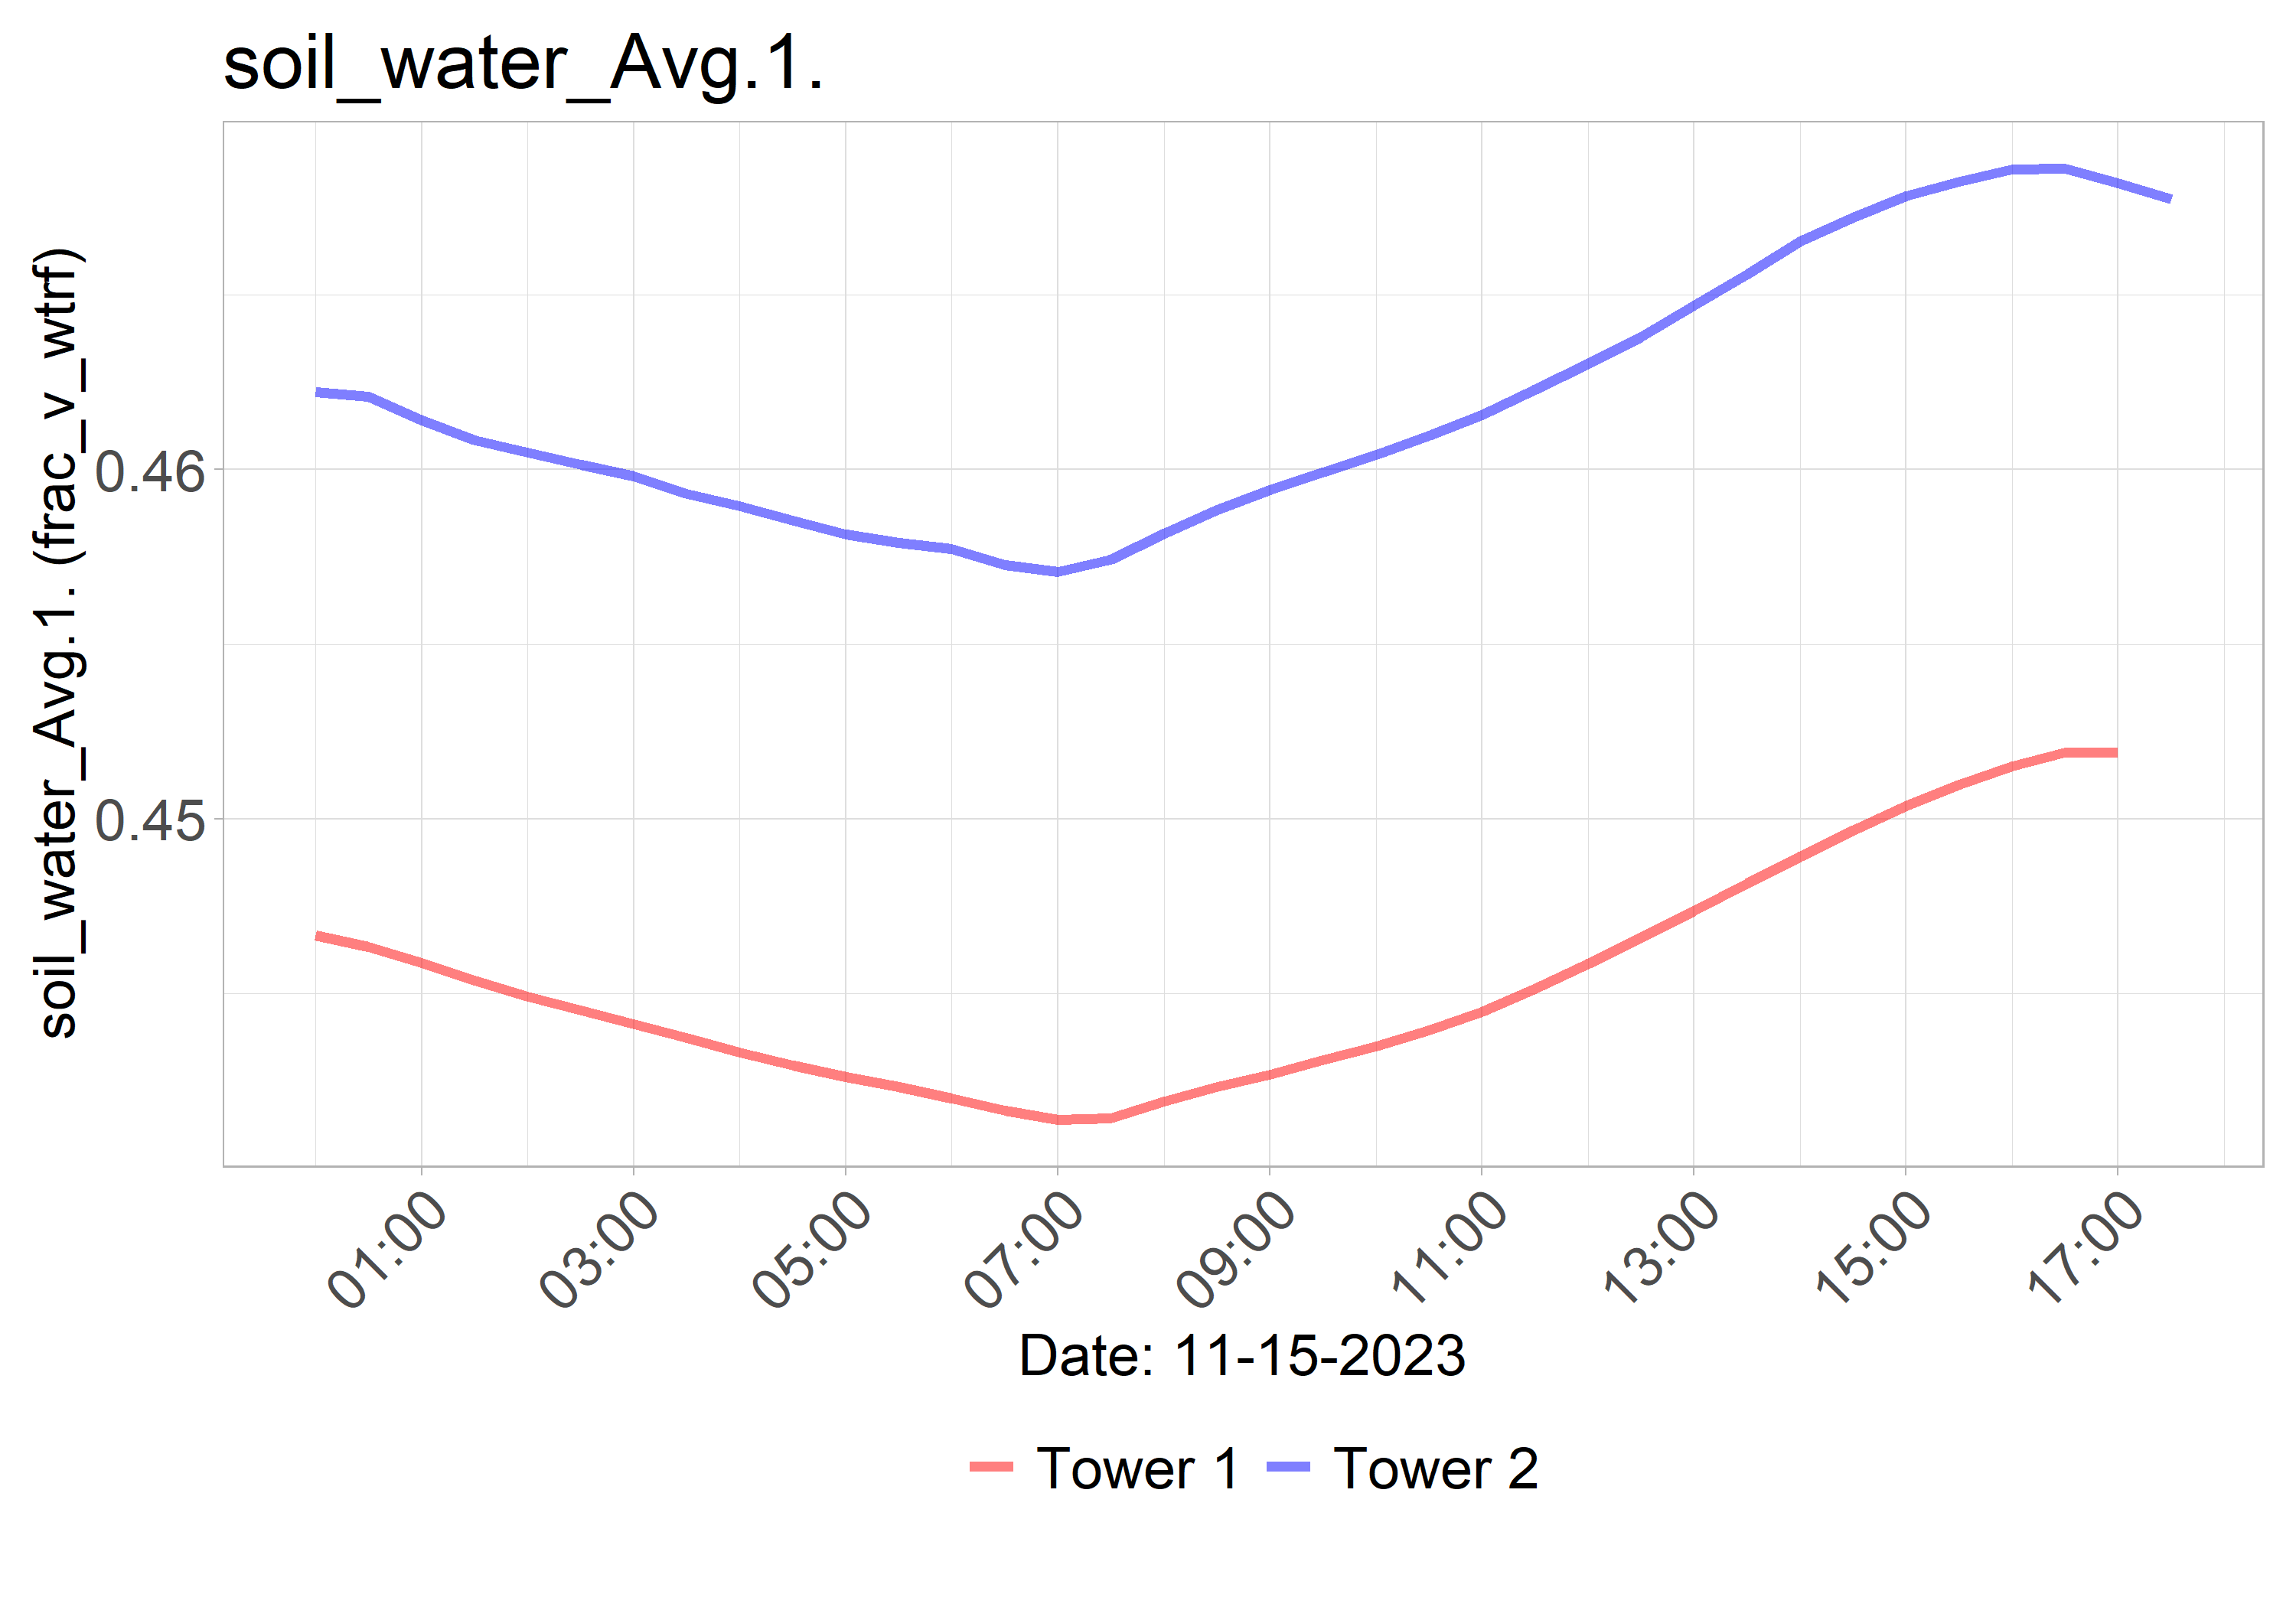 soil_water_Avg.1.
soil_water_Avg.1. (frac_v_wtrf)
0.46
0.45
01:00
03:00
05:00
07:00
09:00
11:00
13:00
15:00
17:00
Date: 11-15-2023
Tower 1
Tower 2